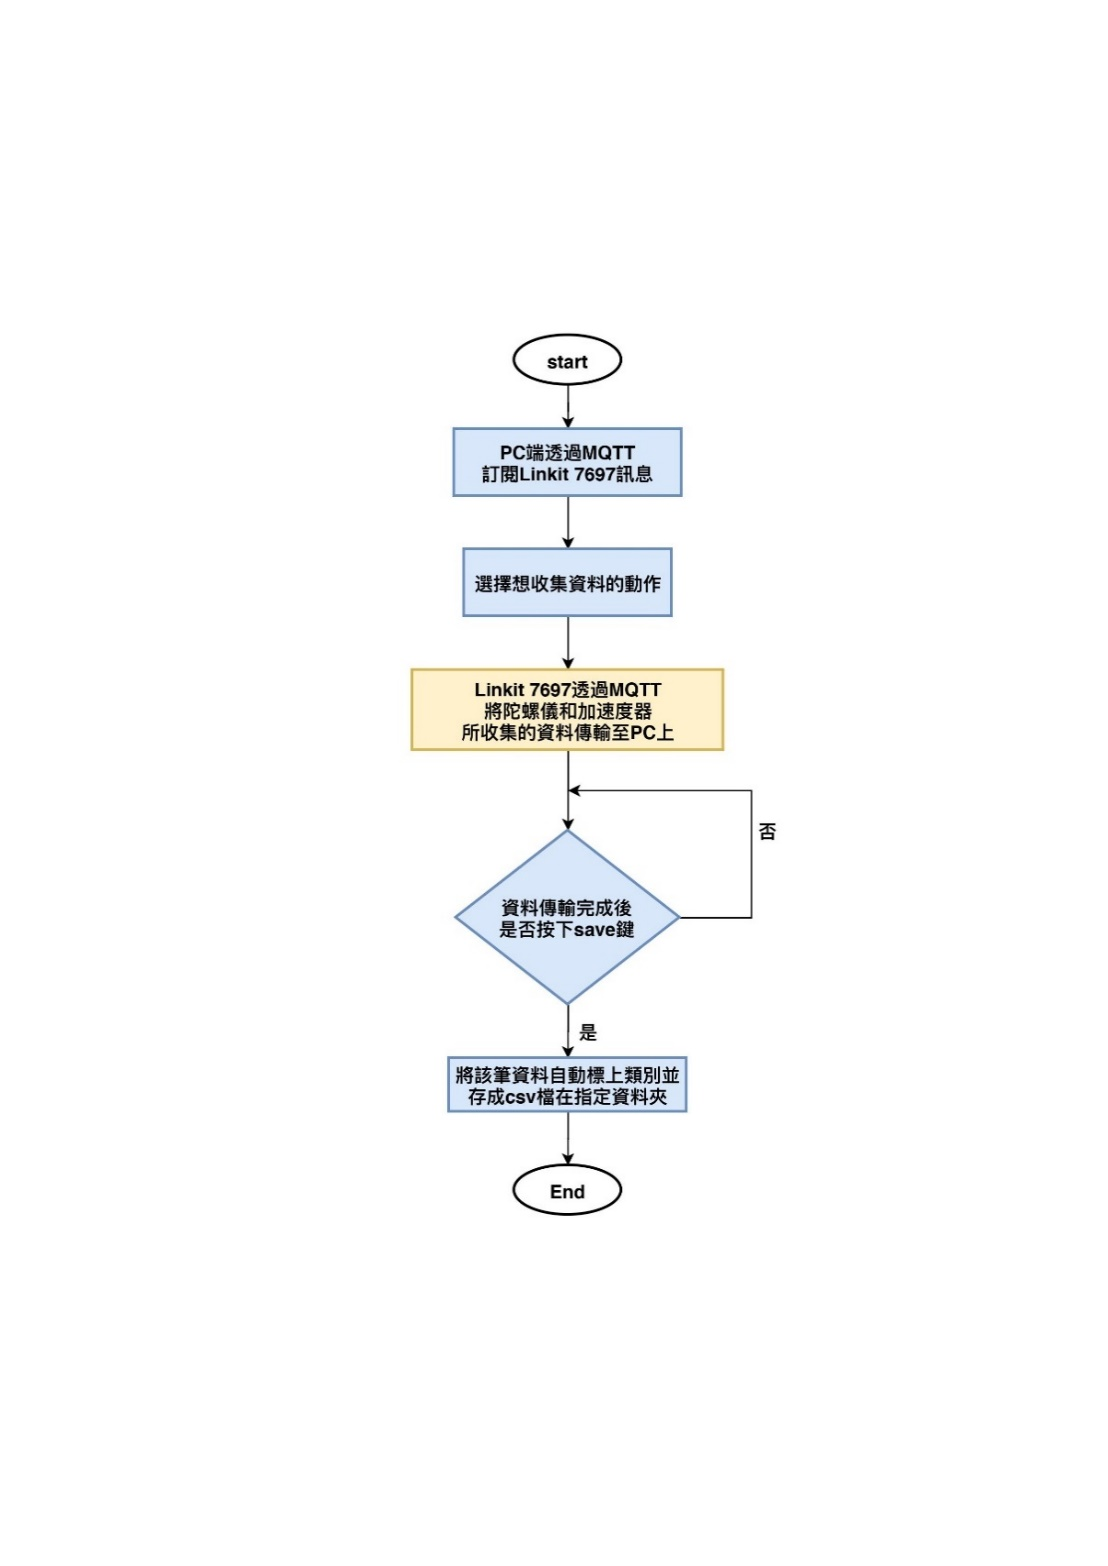 start
PC端透過MQTT
訂閱Linkit 7697訊息
選擇想收集資料的動作
Linkit 7697透過MQTT
將陀螺儀和加速度器
所收集的資料傳輸至PC上
否
資料傳輸完成後
是否按下save鍵
是
將該筆資料自動標上類別並
存成csv檔在指定資料夾
End